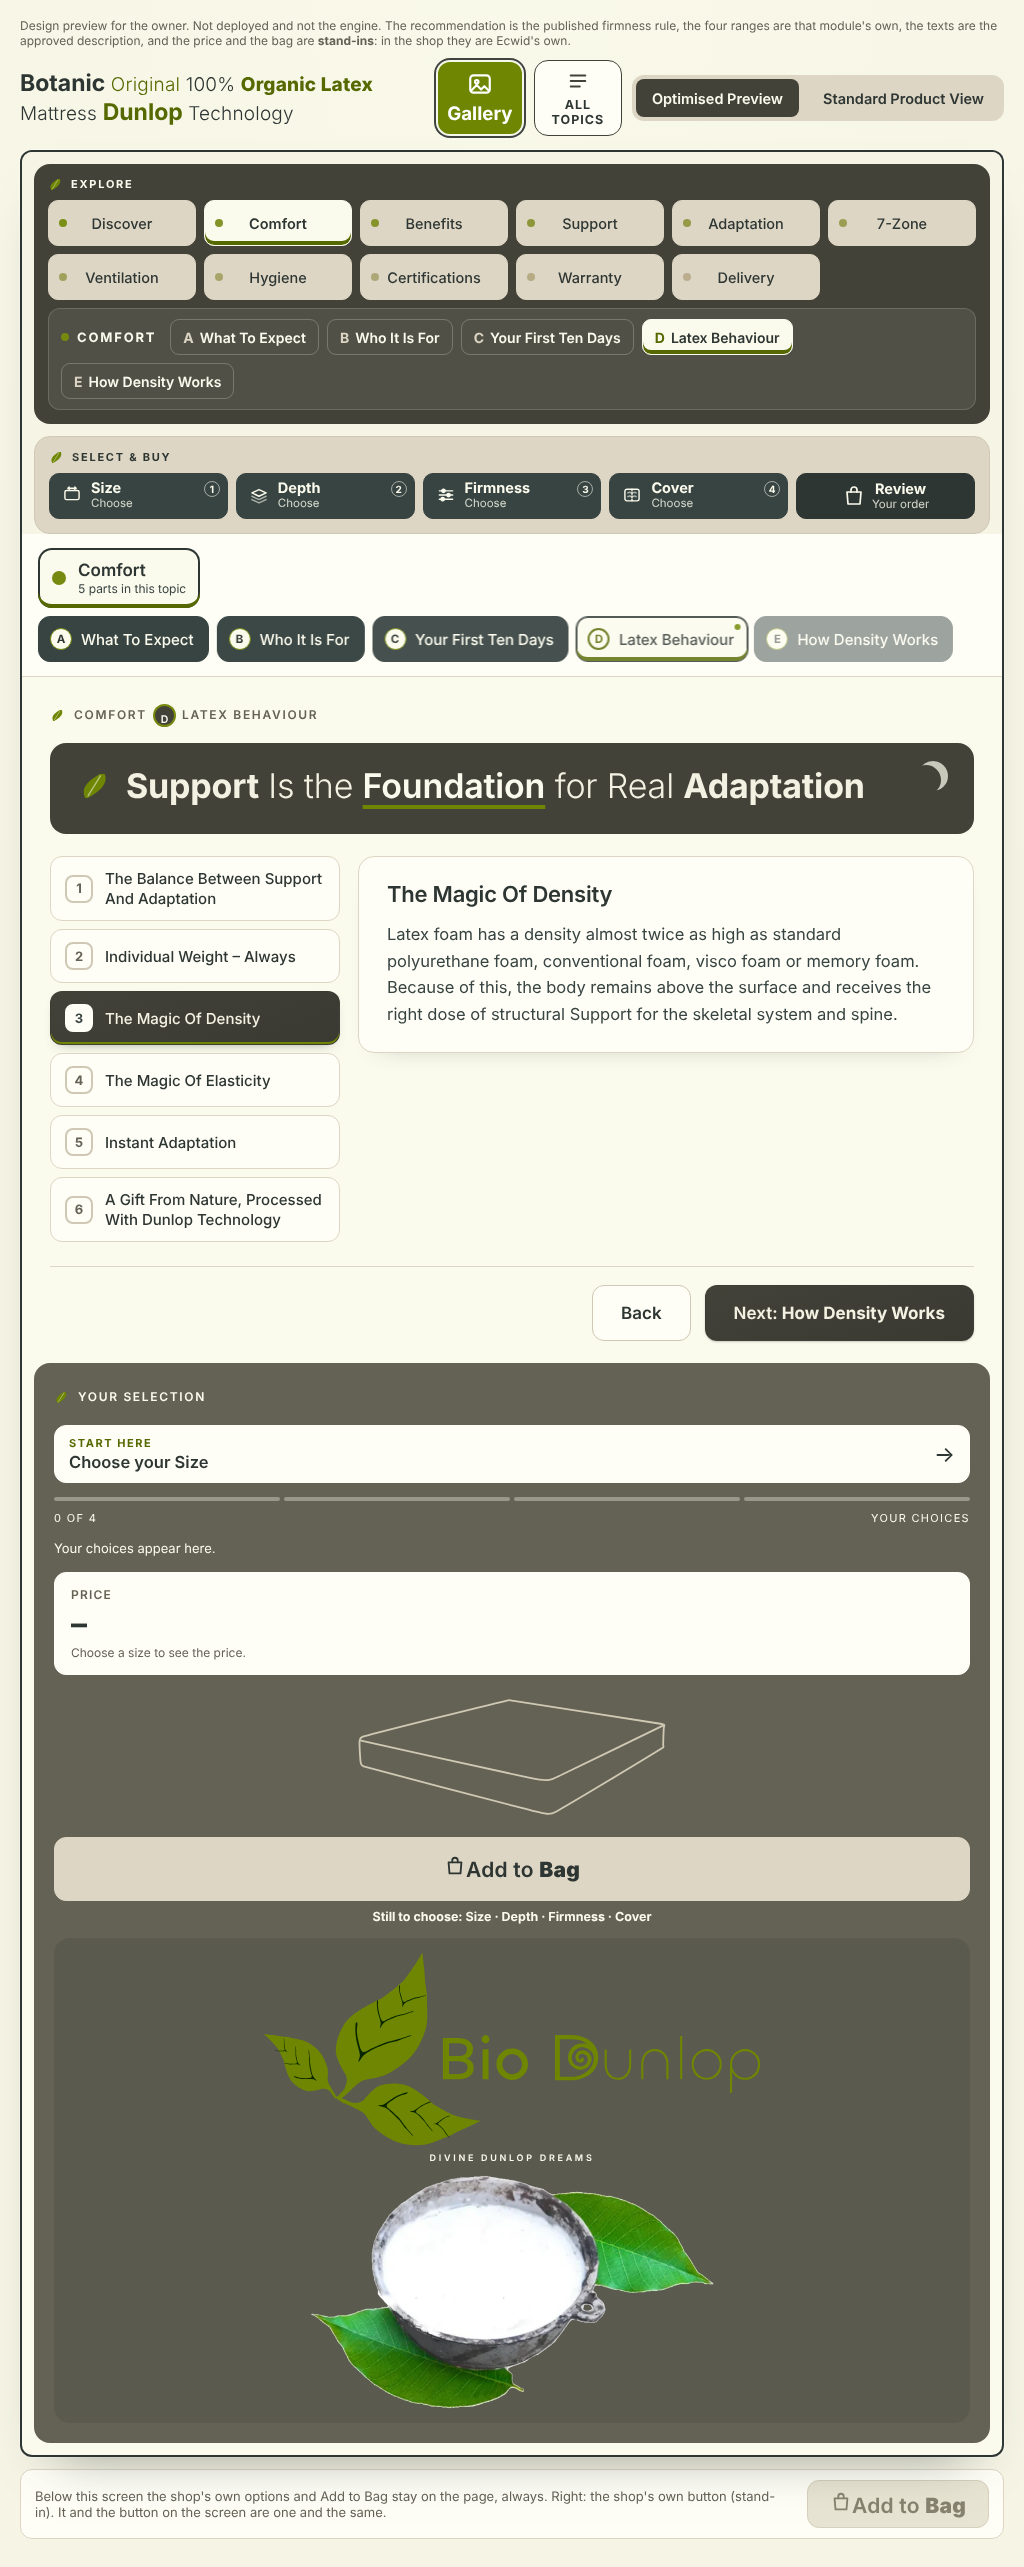 Design preview for the owner. Not deployed and not the engine. The recommendation is the published firmness rule, the four ranges are that module's own, the texts are the
approved description, and the price and the bag are stand-ins: in the shop they are Ecwid's own.
Botanic Original 100% Organic Latex
Mattress Dunlop Technology
Gallery
ALL
TOPICS
Optimised Preview
Standard Product View
EXPLORE
Discover
Comfort
Benefits
Support
Adaptation
7-Zone
Ventilation
Hygiene
Certifications
Warranty
Delivery
COMFORT
A What To Expect
B Who It Is For
C Your First Ten Days
D Latex Behaviour
E How Density Works
SELECT & BUY
Size
Choose
1
Depth
Choose
2
Firmness
Choose
3
Cover
Choose
4
Review
Your order
Comfort
5 parts in this topic
A What To Expect
B Who It Is For
C Your First Ten Days
D Latex Behaviour
E How Density Works
COMFORT D LATEX BEHAVIOUR
Support Is the Foundation for Real Adaptation
1 The Balance Between Support
And Adaptation
2 Individual Weight – Always
3 The Magic Of Density
4 The Magic Of Elasticity
5 Instant Adaptation
6 A Gift From Nature, Processed
With Dunlop Technology
The Magic Of Density
Latex foam has a density almost twice as high as standard
polyurethane foam, conventional foam, visco foam or memory foam.
Because of this, the body remains above the surface and receives the
right dose of structural Support for the skeletal system and spine.
Back
Next: How Density Works
YOUR SELECTION
START HERE
Choose your Size
0 OF 4
YOUR CHOICES
Your choices appear here.
PRICE
–
Choose a size to see the price.
Add to Bag
Still to choose: Size · Depth · Firmness · Cover
Bio Dunlop
DIVINE DUNLOP DREAMS
Below this screen the shop's own options and Add to Bag stay on the page, always. Right: the shop's own button (stand-
in). It and the button on the screen are one and the same.
Add to Bag